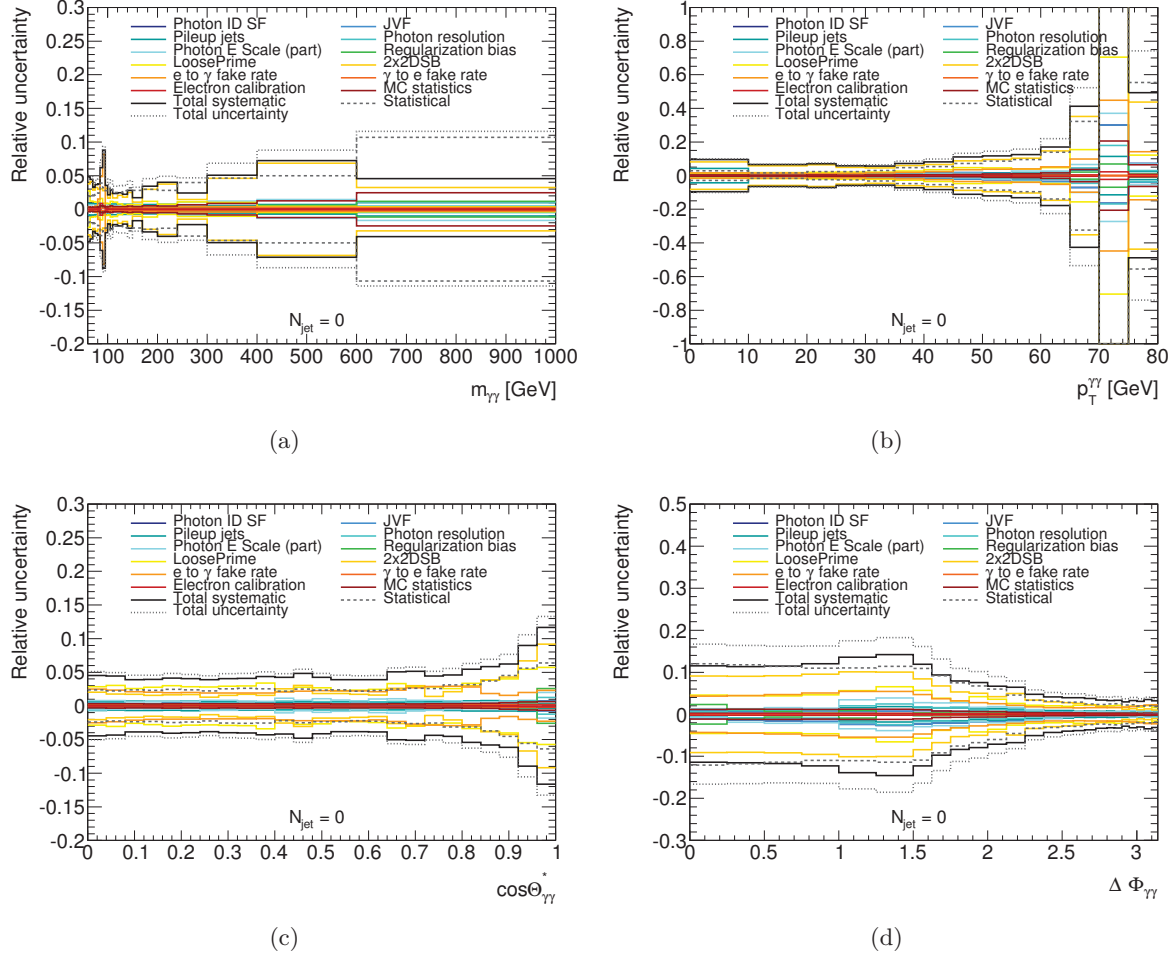 Relative uncertainty
0.3
0.25
0.2
0.15
0.1
0.05
0
-0.05
-0.1
-0.15
-0.2
Photon ID SF
Pileup jets
Photon E Scale (part)
LoosePrime
e to γ fake rate
Electron calibration
Total systematic
Total uncertainty
JVF
Photon resolution
Regularization bias
2x2DSB
γ to e fake rate
MC statistics
Statistical
N_jet = 0
100 200 300 400 500 600 700 800 900 1000
m_γγ [GeV]
(a)
Relative uncertainty
1
0.8
0.6
0.4
0.2
0
-0.2
-0.4
-0.6
-0.8
-1
Photon ID SF
Pileup jets
Photon E Scale (part)
LoosePrime
e to γ fake rate
Electron calibration
Total systematic
Total uncertainty
JVF
Photon resolution
Regularization bias
2x2DSB
γ to e fake rate
MC statistics
Statistical
N_jet = 0
0 10 20 30 40 50 60 70 80
p_T^γγ [GeV]
(b)
Relative uncertainty
0.3
0.25
0.2
0.15
0.1
0.05
0
-0.05
-0.1
-0.15
-0.2
Photon ID SF
Pileup jets
Photon E Scale (part)
LoosePrime
e to γ fake rate
Electron calibration
Total systematic
Total uncertainty
JVF
Photon resolution
Regularization bias
2x2DSB
γ to e fake rate
MC statistics
Statistical
N_jet = 0
0 0.1 0.2 0.3 0.4 0.5 0.6 0.7 0.8 0.9 1
cosΘ*_γγ
(c)
Relative uncertainty
0.5
0.4
0.3
0.2
0.1
0
-0.1
-0.2
-0.3
Photon ID SF
Pileup jets
Photon E Scale (part)
LoosePrime
e to γ fake rate
Electron calibration
Total systematic
Total uncertainty
JVF
Photon resolution
Regularization bias
2x2DSB
γ to e fake rate
MC statistics
Statistical
N_jet = 0
0 0.5 1 1.5 2 2.5 3
Δ Φ_γγ
(d)